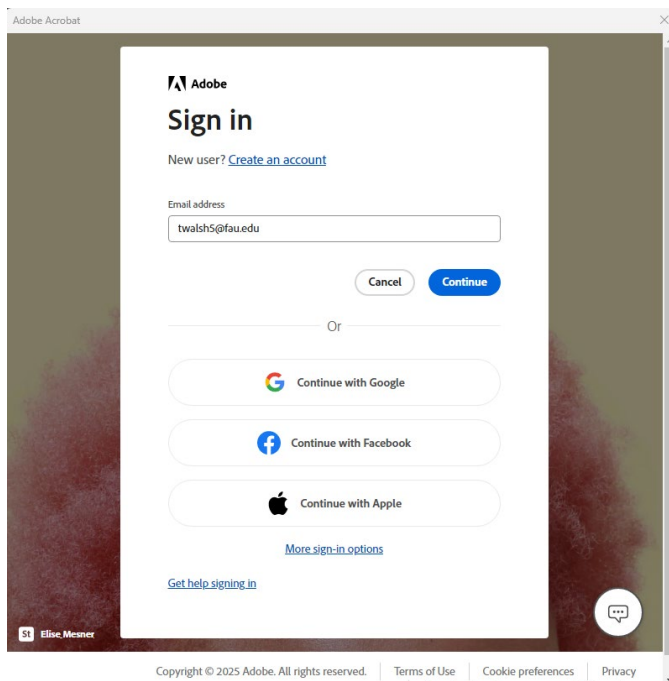 Adobe Acrobat
Adobe
Sign in
New user? Create an account
Email address
twalsh5@fau.edu
Cancel
Continue
Or
Continue with Google
Continue with Facebook
Continue with Apple
More sign-in options
Get help signing in
St Elise_Mesner
Copyright © 2025 Adobe. All rights reserved. Terms of Use Cookie preferences Privacy